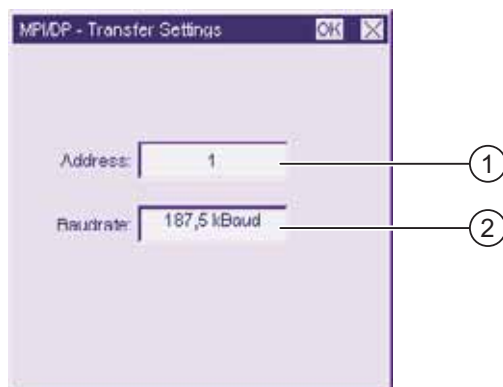 MPI/DP - Transfer Settings OK
Address: 1
1
Baudrate: 187,5 kBaud
2